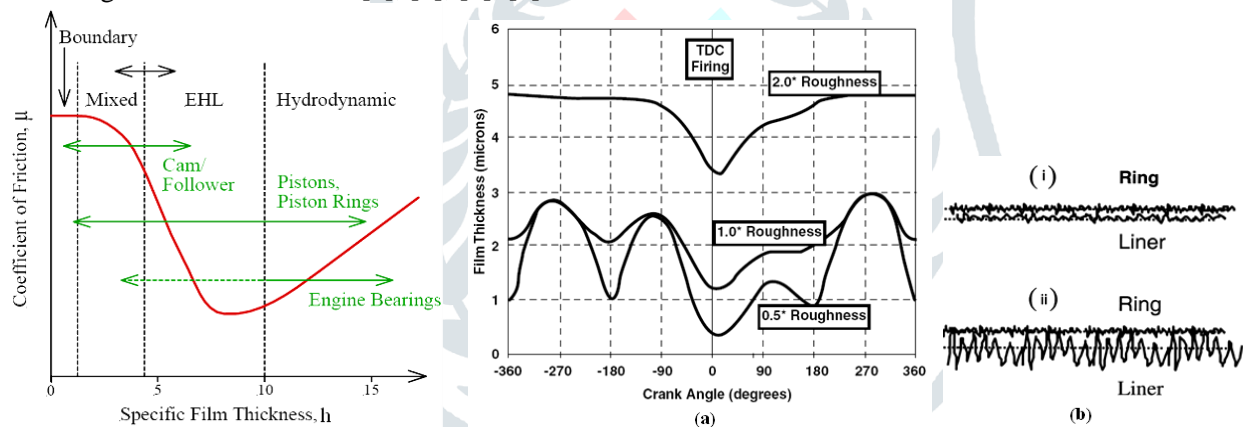 Boundary
Mixed
EHL
Hydrodynamic
Cam/
Follower
Pistons,
Piston Rings
Engine Bearings
Coefficient of Friction, μ
0
5
10
15
Specific Film Thickness, h
6
5
4
3
2
1
0
Film Thickness (microns)
TDC
Firing
2.0* Roughness
1.0* Roughness
0.5* Roughness
-360 -270 -180 -90 0 90 180 270 360
Crank Angle (degrees)
(a)
(i) Ring
Liner
(ii) Ring
Liner
(b)